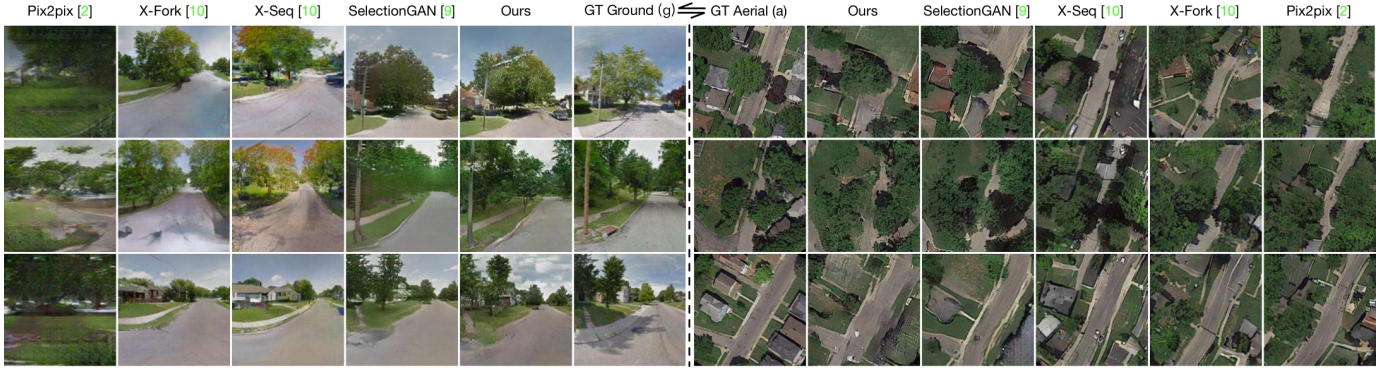 Pix2pix [2] X-Fork [10] X-Seq [10] SelectionGAN [9] Ours GT Ground (g) GT Aerial (a) Ours SelectionGAN [9] X-Seq [10] X-Fork [10] Pix2pix [2]